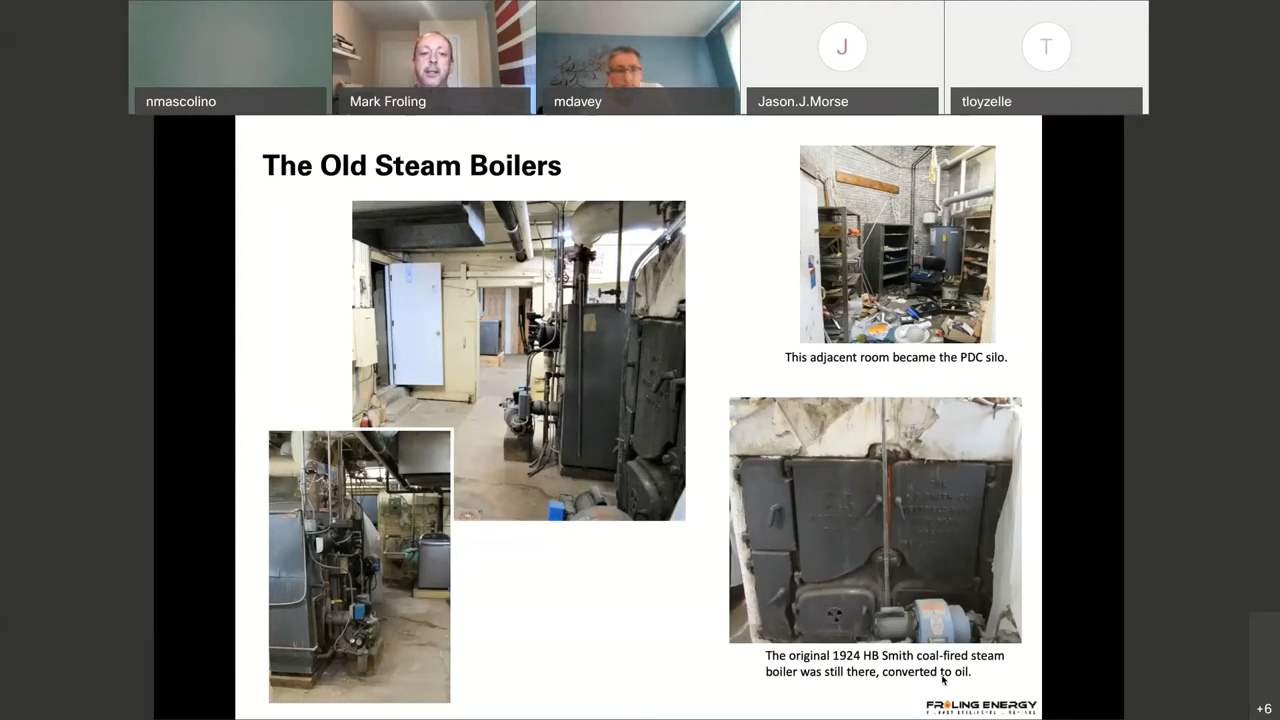 nmascolino
Mark Froling
mdavey
Jason.J.Morse
tloyzelle
J
T
The Old Steam Boilers
This adjacent room became the PDC silo.
The original 1924 HB Smith coal-fired steam
boiler was still there, converted to oil.
FROLING ENERGY
+6